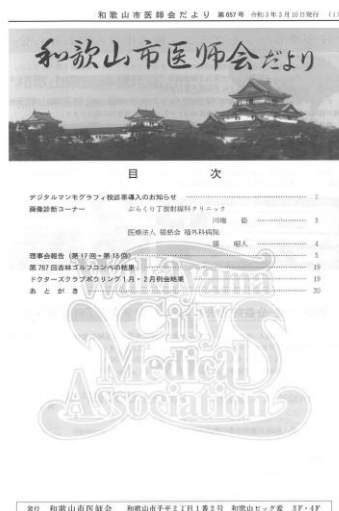 和歌山市医師会だより 第657号 令和3年3月10日発行 (1)
和歌山市医師会だより
目 次
デジタルマンモグラフィ検診車導入のお知らせ 2
画像診断コーナー ぶらくり丁放射線科クリニック
3
医療法人 福慈会 福外科病院
昭人 4
理事会報告(第17回・第18回) 5
第787回杏林ゴルフコンペの結果 19
ドクターズクラブボウリング1月・2月例会結果 19
あとがき 20
Wakayama
City
Medical
Association
発行 和歌山市医師会 和歌山市手平2丁目1番2号 和歌山ビッグ愛 3F・4F